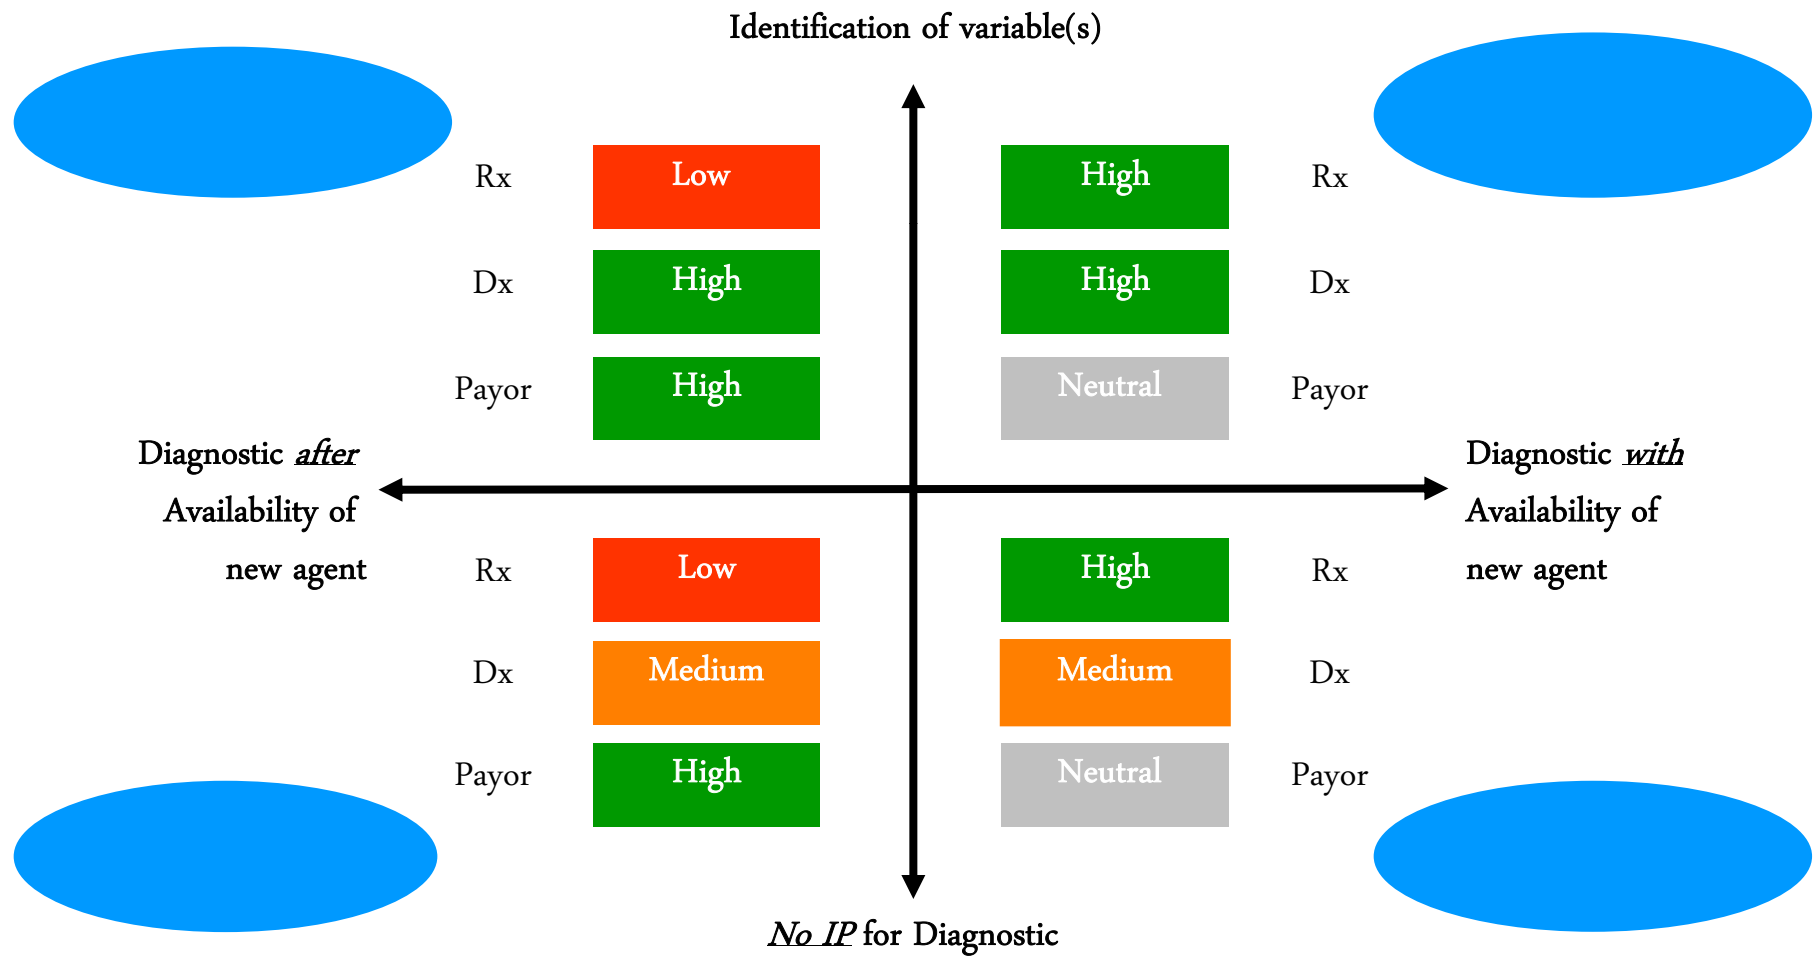 Identification of variable(s)
Rx Low High Rx
Dx High High Dx
Payor High Neutral Payor
Diagnostic after
Availability of
new agent
Diagnostic with
Availability of
new agent
Rx Low High Rx
Dx Medium Medium Dx
Payor High Neutral Payor
No IP for Diagnostic